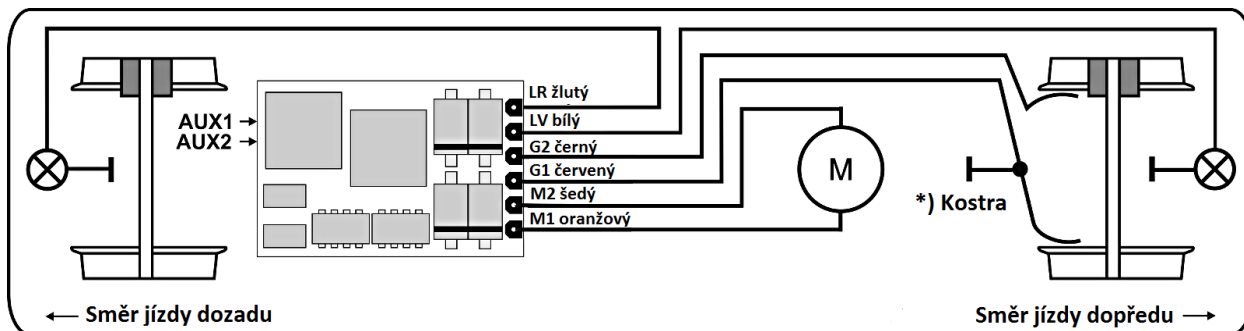 LR žlutý
LV bílý
AUX1
AUX2
G2 černý
G1 červený
M2 šedý
M1 oranžový
M
*) Kostra
← Směr jízdy dozadu
Směr jízdy dopředu →